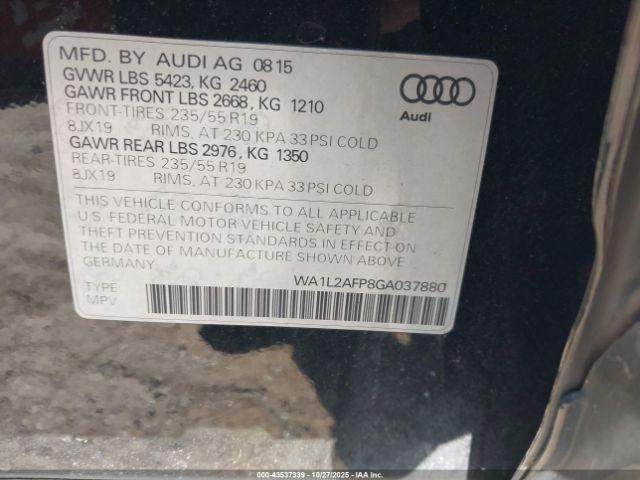 MFD. BY AUDI AG 08 15
GVWR LBS 5423, KG 2460
GAWR FRONT LBS 2668, KG 1210
FRONT-TIRES 235/55 R19
8JX19 RIMS, AT 230 KPA 33 PSI COLD
GAWR REAR LBS 2976, KG 1350
REAR-TIRES 235/55 R19
8JX19 RIMS, AT 230 KPA 33 PSI COLD
Audi
THIS VEHICLE CONFORMS TO ALL APPLICABLE
U.S. FEDERAL MOTOR VEHICLE SAFETY AND
THEFT PREVENTION STANDARDS IN EFFECT ON
THE DATE OF MANUFACTURE SHOWN ABOVE
GERMANY
WA1L2AFP8GA037880
TYPE
MPV
000-43537339 | 10/27/2025 | IAA Inc.